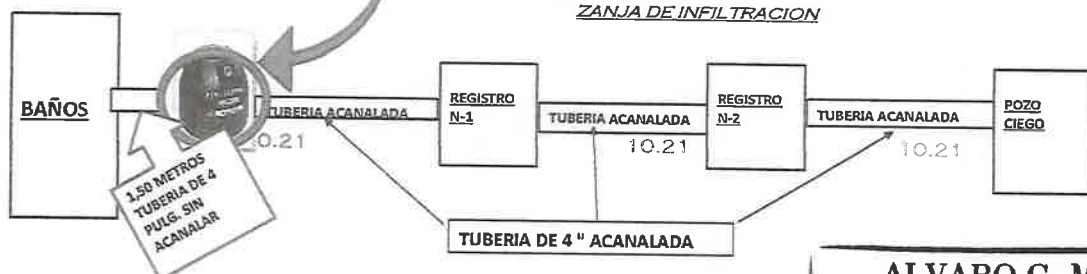 ZANJA DE INFILTRACION
BAÑOS
TUBERIA ACANALADA
0.21
REGISTRO
N-1
TUBERIA ACANALADA
10.21
REGISTRO
N-2
TUBERIA ACANALADA
10.21
POZO
CIEGO
1,50 METROS
TUBERIA DE 4
PULG. SIN
ACANALAR
TUBERIA DE 4 " ACANALADA
ALVARO G. M